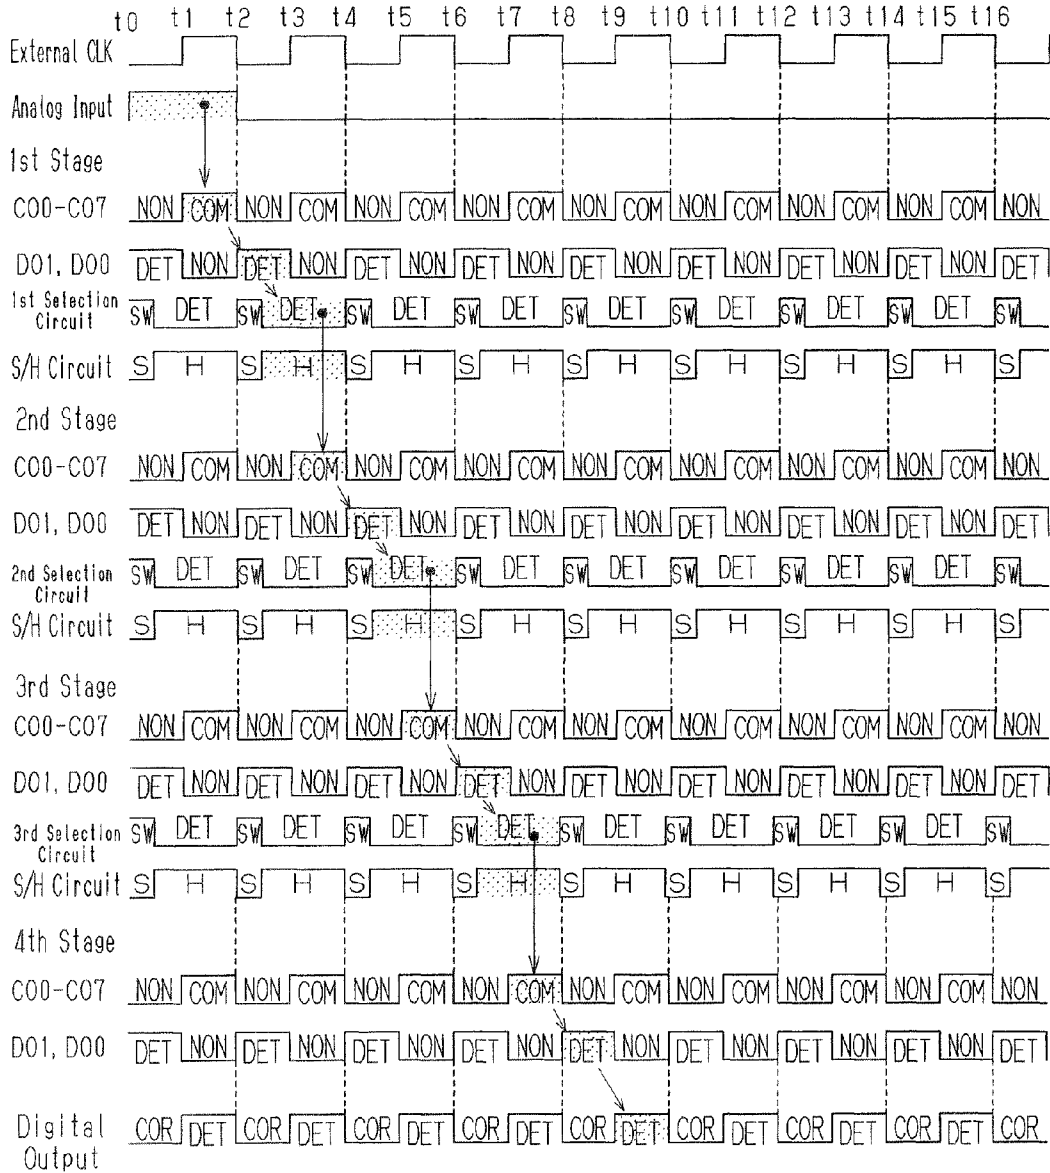 t0 t1 t2 t3 t4 t5 t6 t7 t8 t9 t10 t11 t12 t13 t14 t15 t16
External CLK
Analog Input
1st Stage
C00-C07 NON COM NON COM NON COM NON COM NON COM NON COM NON COM NON COM NON
D01, D00 DET NON DET NON DET NON DET NON DET NON DET NON DET NON DET NON DET
1st Selection
Circuit
SW DET SW DET SW DET SW DET SW DET SW DET SW DET SW DET SW
S/H Circuit S H S H S H S H S H S H S H S H S
2nd Stage
C00-C07 NON COM NON COM NON COM NON COM NON COM NON COM NON COM NON COM NON
D01, D00 DET NON DET NON DET NON DET NON DET NON DET NON DET NON DET NON DET
2nd Selection
Circuit
SW DET SW DET SW DET SW DET SW DET SW DET SW DET SW DET SW
S/H Circuit S H S H S H S H S H S H S H S H S
3rd Stage
C00-C07 NON COM NON COM NON COM NON COM NON COM NON COM NON COM NON COM NON
D01, D00 DET NON DET NON DET NON DET NON DET NON DET NON DET NON DET NON DET
3rd Selection
Circuit
SW DET SW DET SW DET SW DET SW DET SW DET SW DET SW DET SW
S/H Circuit S H S H S H S H S H S H S H S H S
4th Stage
C00-C07 NON COM NON COM NON COM NON COM NON COM NON COM NON COM NON COM NON
D01, D00 DET NON DET NON DET NON DET NON DET NON DET NON DET NON DET NON DET
Digital
Output
COR DET COR DET COR DET COR DET COR DET COR DET COR DET COR DET COR